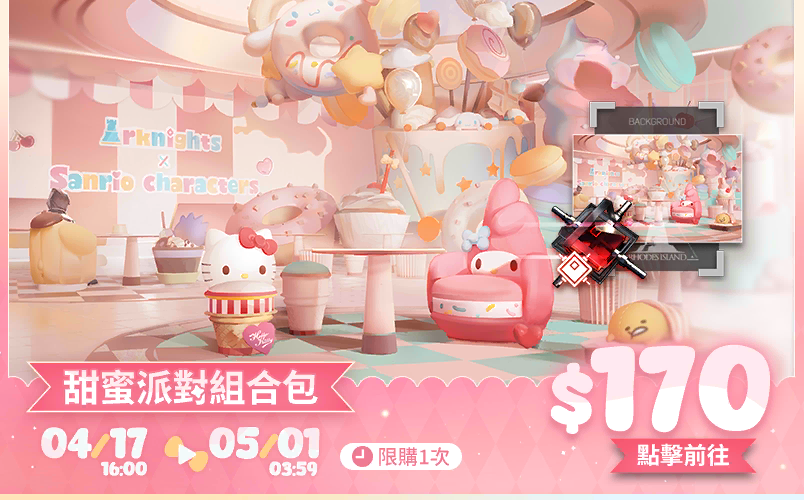 Arknights
X
Sanrio characters
BACKGROUND
RHODES ISLAND
甜蜜派對組合包
04/17
16:00
05/01
03:59
限購1次
$170
點擊前往